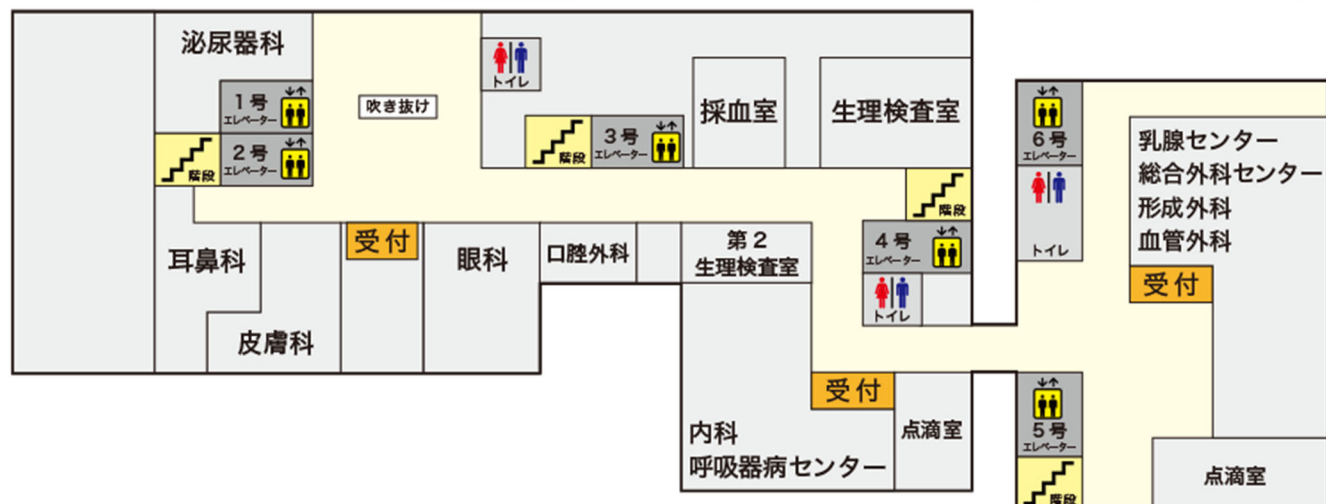 泌尿器科
1号
エレベーター
2号
エレベーター
階段
吹き抜け
トイレ
3号
エレベーター
階段
採血室
生理検査室
階段
4号
エレベーター
トイレ
耳鼻科
皮膚科
受付
眼科
口腔外科
第2
生理検査室
内科
呼吸器病センター
受付
点滴室
6号
エレベーター
トイレ
乳腺センター
総合外科センター
形成外科
血管外科
受付
5号
エレベーター
階段
点滴室